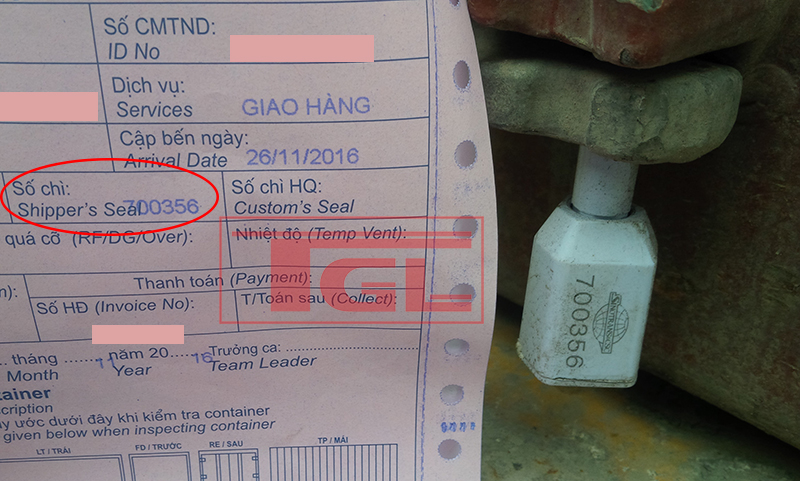 Số CMTND:
ID No
Dịch vụ:
Services GIAO HÀNG
Cập bến ngày:
Arrival Date 26/11/2016
Số chì:
Shipper's Seal 700356
Số chì HQ:
Custom's Seal
quá cỡ (RF/DG/Over):
Nhiệt độ (Temp Vent):
TGL
Thanh toán (Payment):
Số HĐ (Invoice No):
T/Toán sau (Collect):
tháng 11 năm 2016
Month Year
Trưởng ca:
Team Leader
ntainer
scription
y ước dưới đây khi kiểm tra container
given below when inspecting container
LT / TRÁI
FD / TRƯỚC
RE / SAU
TP / MÁI
700356